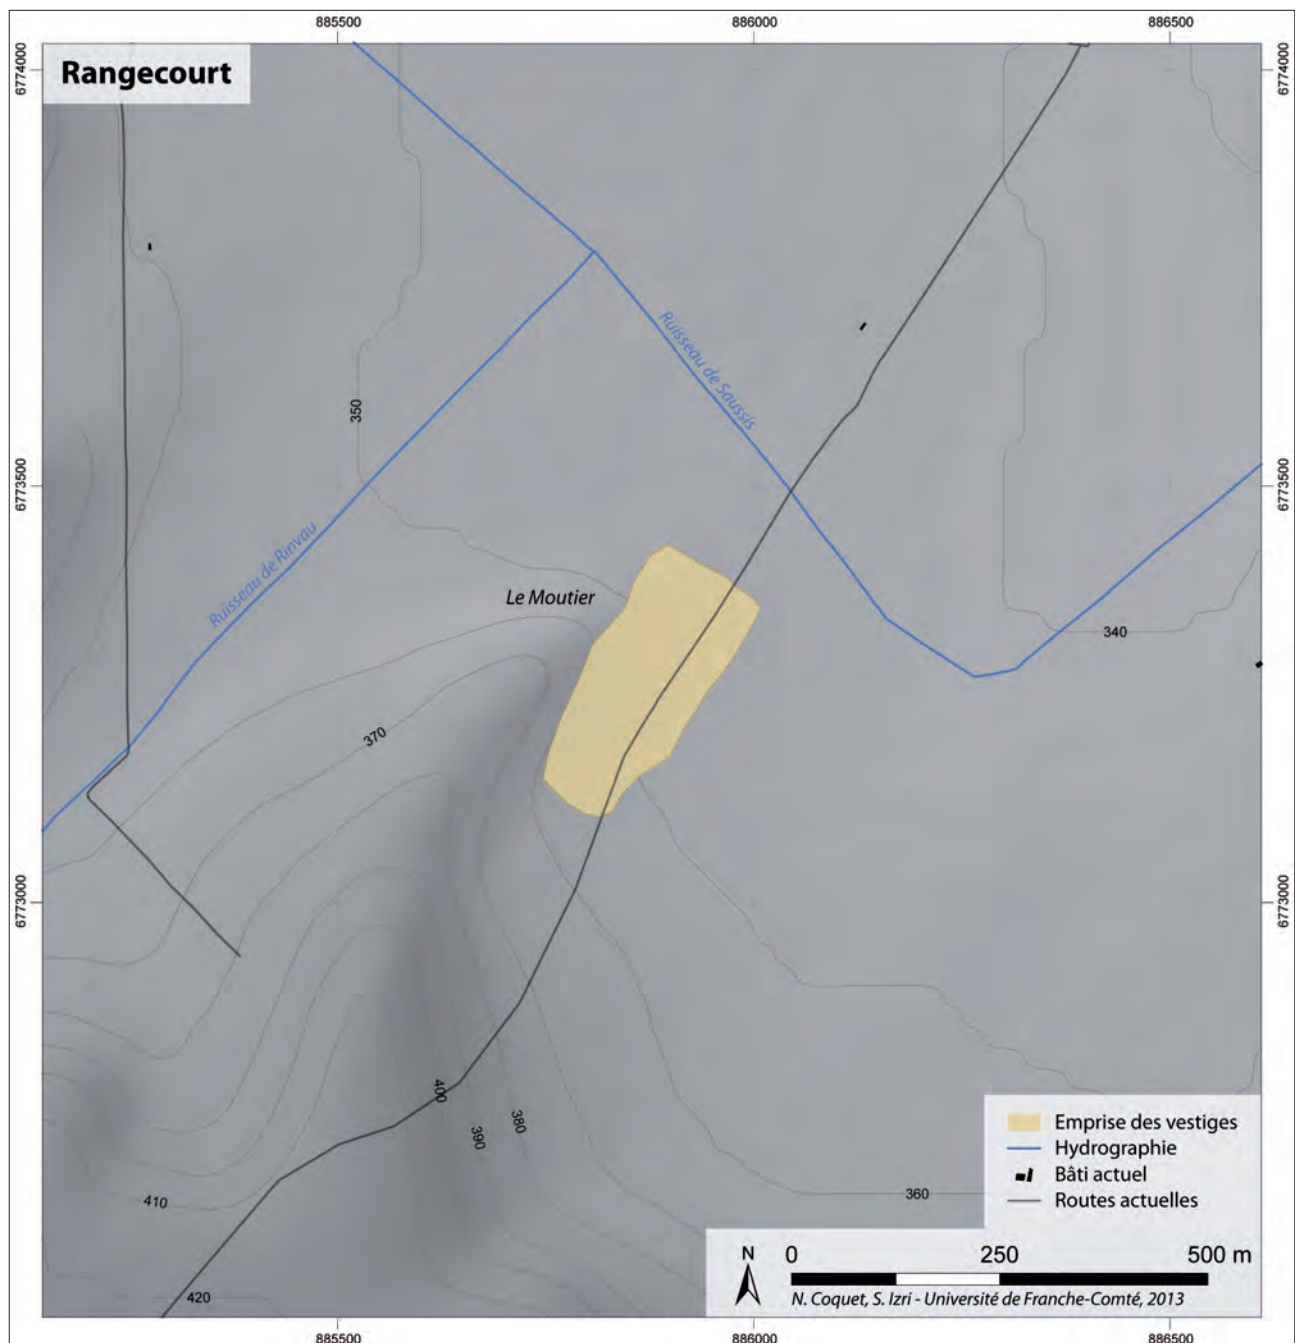 885500
886000
886500
6774000
Rangecourt
6774000
Ruisseau de Saussis
350
6773500
6773500
Ruisseau de Rinvau
Le Moutier
340
370
6773000
6773000
400
380
390
410
360
420
Emprise des vestiges
Hydrographie
Bâti actuel
Routes actuelles
N
0
250
500 m
N. Coquet, S. Izri - Université de Franche-Comté, 2013
885500
886000
886500